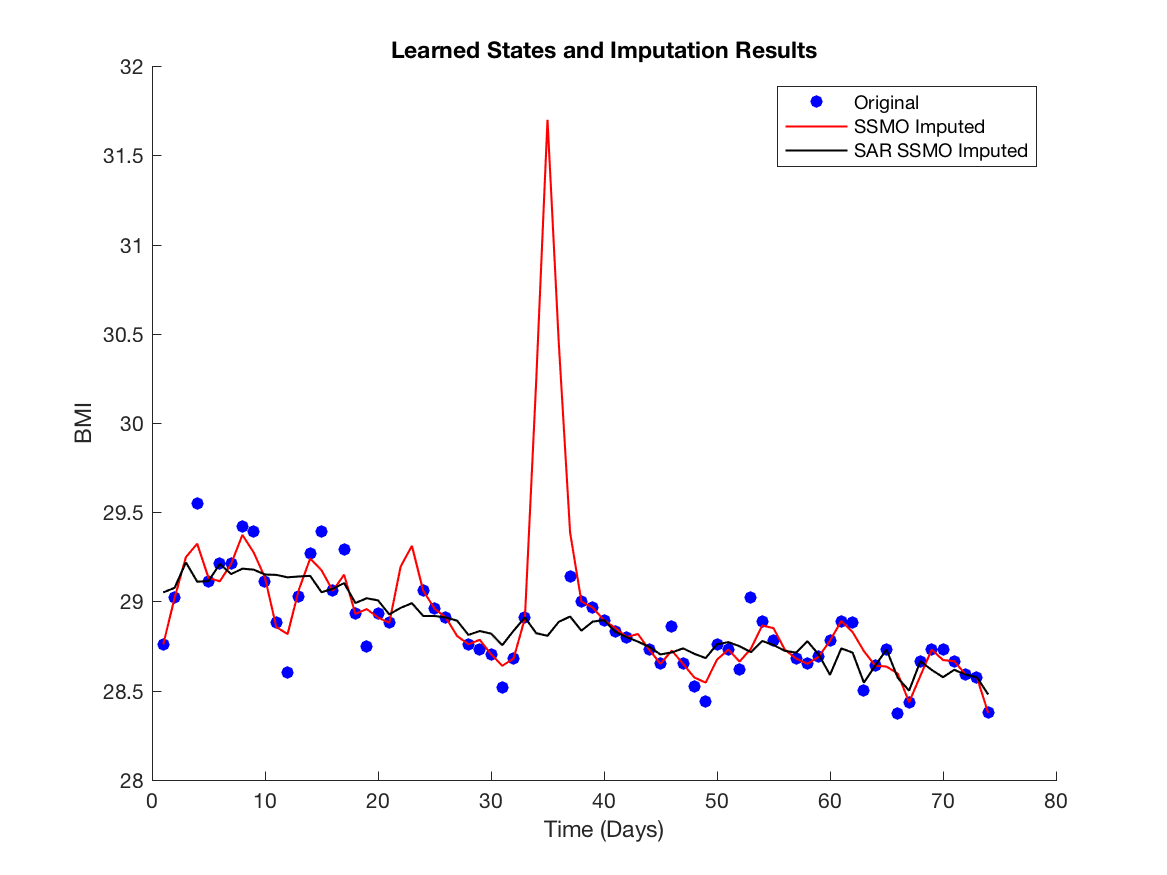 Learned States and Imputation Results
Original
SSMO Imputed
SAR SSMO Imputed
32
31.5
31
30.5
30
29.5
29
28.5
28
BMI
0 10 20 30 40 50 60 70 80
Time (Days)